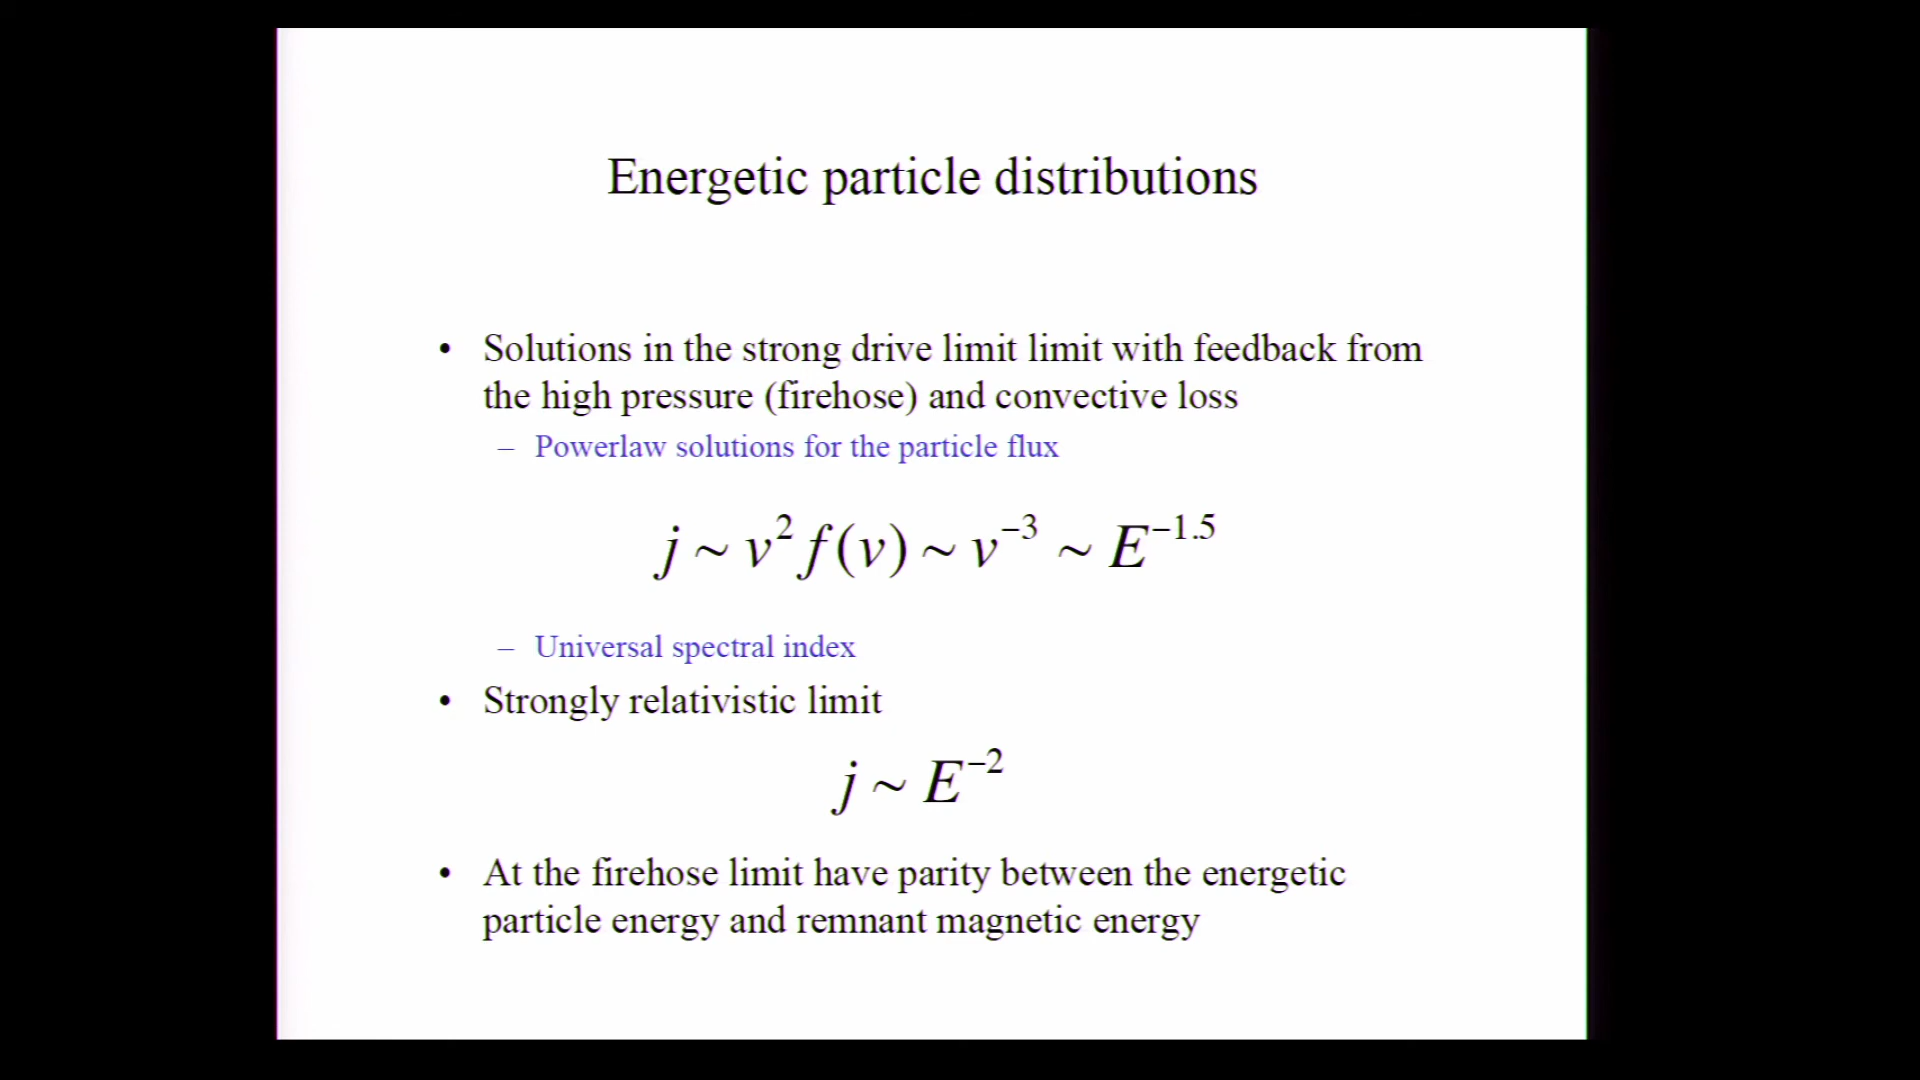 Energetic particle distributions
• Solutions in the strong drive limit limit with feedback from
the high pressure (firehose) and convective loss
– Powerlaw solutions for the particle flux
j ~ v² f(v) ~ v⁻³ ~ E⁻¹·⁵
– Universal spectral index
• Strongly relativistic limit
j ~ E⁻²
• At the firehose limit have parity between the energetic
particle energy and remnant magnetic energy